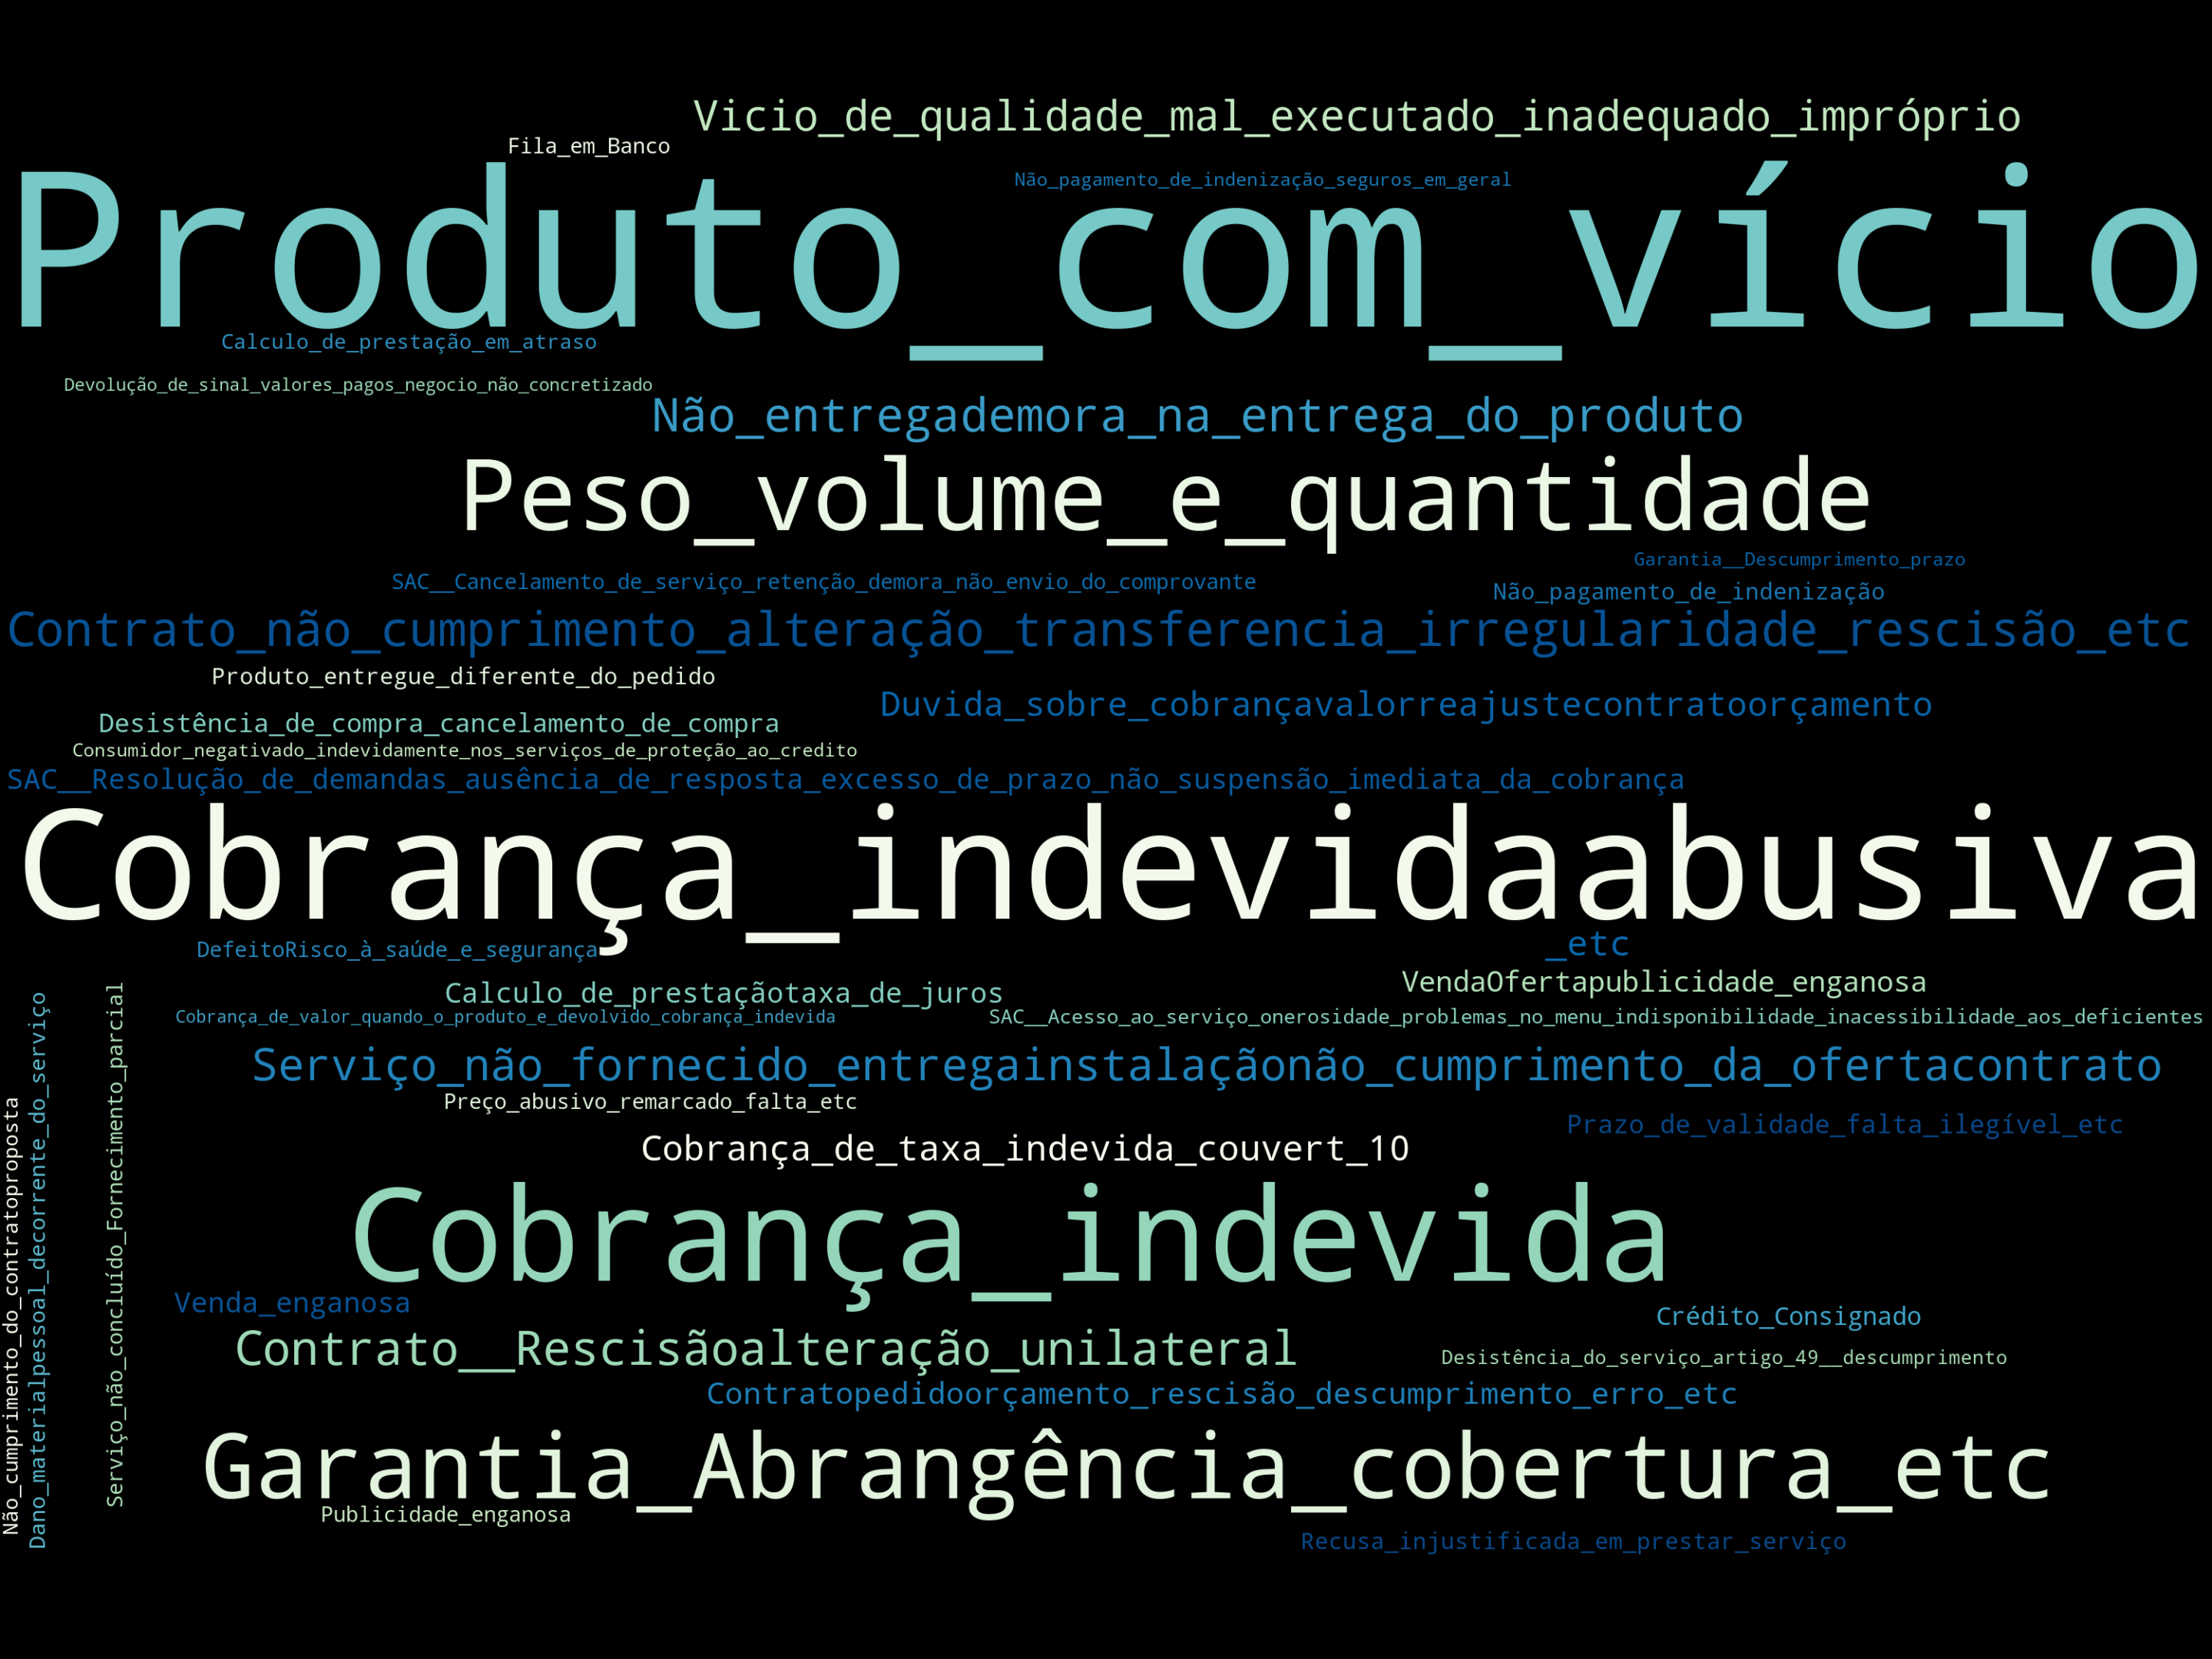 Vicio_de_qualidade_mal_executado_inadequado_impróprio
Fila_em_Banco
Não_pagamento_de_indenização_seguros_em_geral
Produto_com_vício
Calculo_de_prestação_em_atraso
Devolução_de_sinal_valores_pagos_negocio_não_concretizado
Não_entregademora_na_entrega_do_produto
Peso_volume_e_quantidade
Garantia__Descumprimento_prazo
SAC__Cancelamento_de_serviço_retenção_demora_não_envio_do_comprovante
Não_pagamento_de_indenização
Contrato_não_cumprimento_alteração_transferencia_irregularidade_rescisão_etc
Produto_entregue_diferente_do_pedido
Duvida_sobre_cobrançavalorreajustecontratoorçamento
Desistência_de_compra_cancelamento_de_compra
Consumidor_negativado_indevidamente_nos_serviços_de_proteção_ao_credito
SAC__Resolução_de_demandas_ausência_de_resposta_excesso_de_prazo_não_suspensão_imediata_da_cobrança
Cobrança_indevidaabusiva
DefeitoRisco_à_saúde_e_segurança
_etc
VendaOfertapublicidade_enganosa
Calculo_de_prestaçãotaxa_de_juros
Cobrança_de_valor_quando_o_produto_e_devolvido_cobrança_indevida
SAC__Acesso_ao_serviço_onerosidade_problemas_no_menu_indisponibilidade_inacessibilidade_aos_deficientes
Serviço_não_fornecido_entregainstalaçãonão_cumprimento_da_ofertacontrato
Preço_abusivo_remarcado_falta_etc
Prazo_de_validade_falta_ilegível_etc
Cobrança_de_taxa_indevida_couvert_10
Cobrança_indevida
Venda_enganosa
Crédito_Consignado
Contrato__Rescisãoalteração_unilateral
Desistência_do_serviço_artigo_49__descumprimento
Contratopedidoorçamento_rescisão_descumprimento_erro_etc
Garantia_Abrangência_cobertura_etc
Publicidade_enganosa
Recusa_injustificada_em_prestar_serviço
Não_cumprimento_do_contratoproposta
Dano_materialpessoal_decorrente_do_serviço
Serviço_não_concluído_Fornecimento_parcial